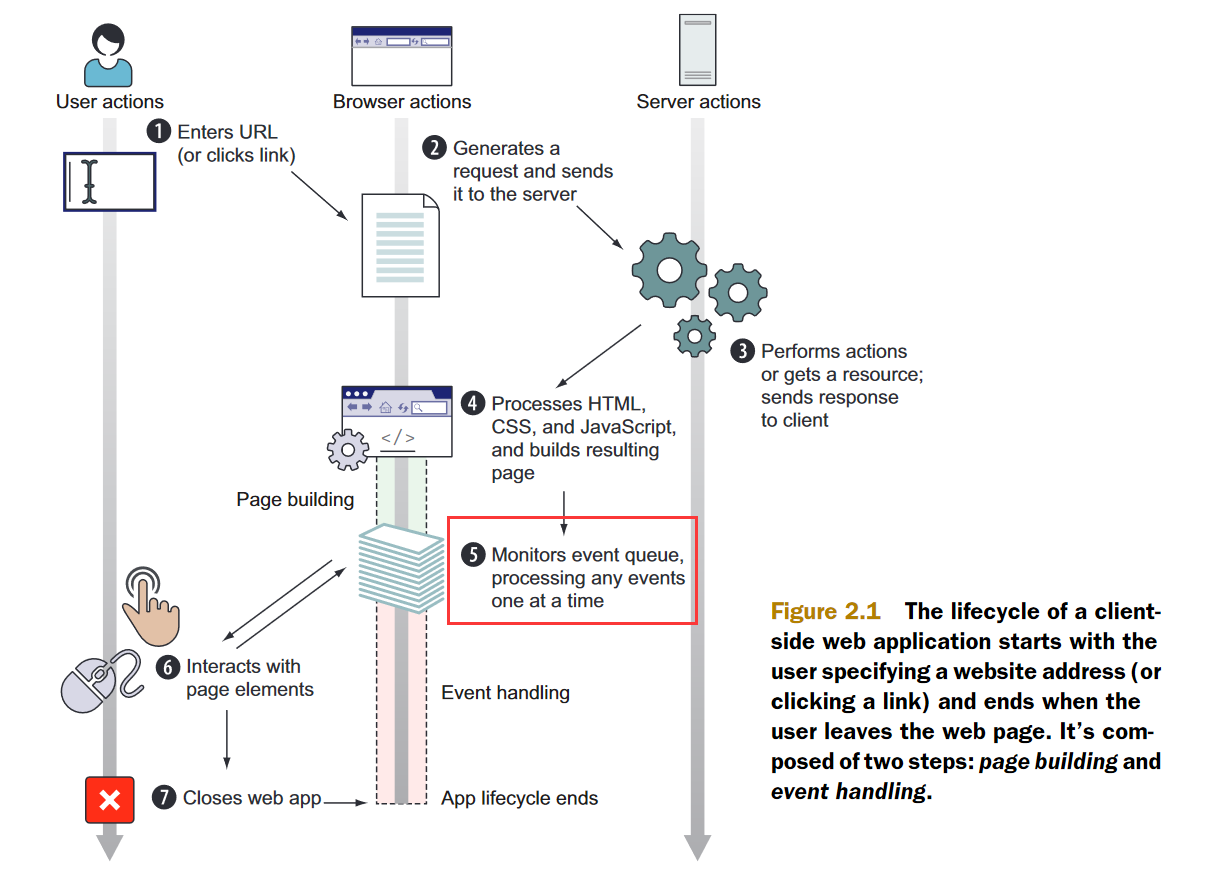 User actions
Browser actions
Server actions
1 Enters URL
(or clicks link)
2 Generates a
request and sends
it to the server
3 Performs actions
or gets a resource;
sends response
to client
4 Processes HTML,
CSS, and JavaScript,
and builds resulting
page
</>
Page building
5 Monitors event queue,
processing any events
one at a time
6 Interacts with
page elements
Event handling
7 Closes web app
App lifecycle ends
Figure 2.1 The lifecycle of a client-
side web application starts with the
user specifying a website address (or
clicking a link) and ends when the
user leaves the web page. It’s com-
posed of two steps: page building and
event handling.